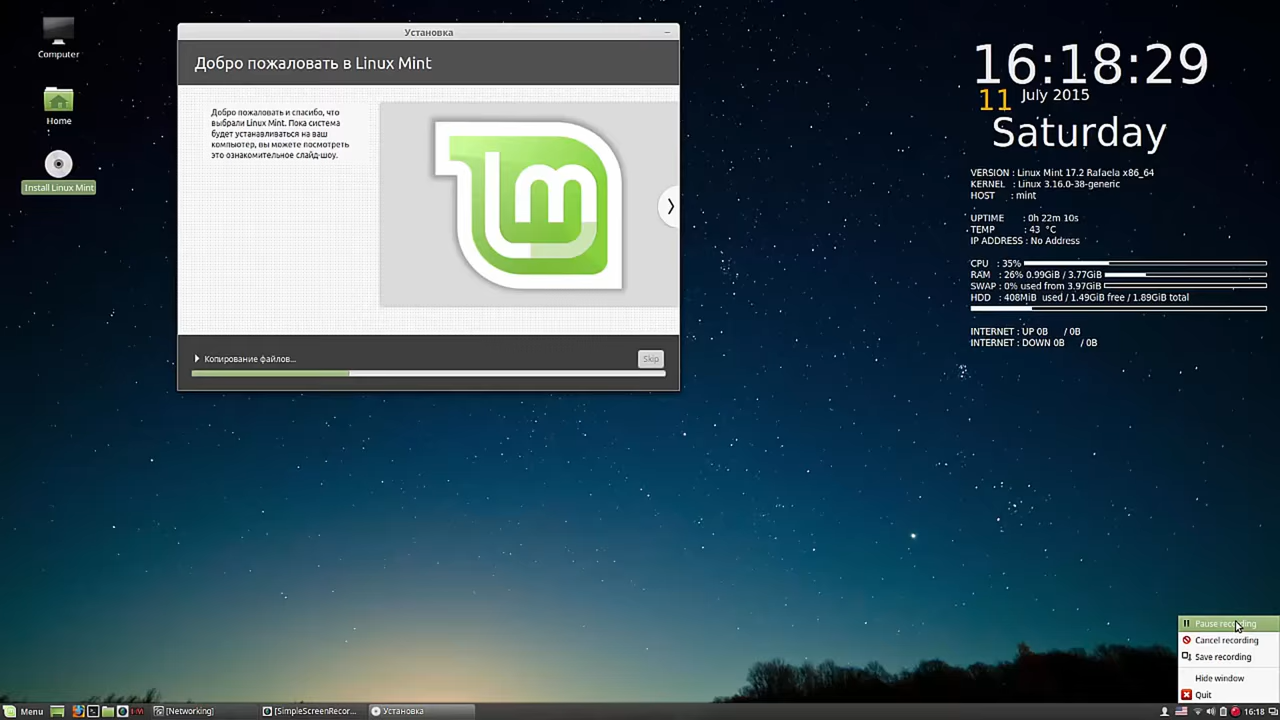 Computer
Home
Install Linux Mint
Установка
Добро пожаловать в Linux Mint
Добро пожаловать и спасибо, что
выбрали Linux Mint. Пока система
будет устанавливаться на ваш
компьютер, вы можете посмотреть
это ознакомительное слайд-шоу.
lm
Копирование файлов...
Skip
16:18:29
11 July 2015
Saturday
VERSION : Linux Mint 17.2 Rafaela x86_64
KERNEL : Linux 3.16.0-38-generic
HOST : mint
UPTIME : 0h 22m 10s
TEMP : 43 °C
IP ADDRESS : No Address
CPU : 35%
RAM : 26% 0.99GiB / 3.77GiB
SWAP : 0% used from 3.97GiB
HDD : 408MiB used / 1.49GiB free / 1.89GiB total
INTERNET : UP 0B / 0B
INTERNET : DOWN 0B / 0B
Pause recording
Cancel recording
Save recording
Hide window
Quit
Menu
[Networking]
[SimpleScreenRecor...
Установка
16:18